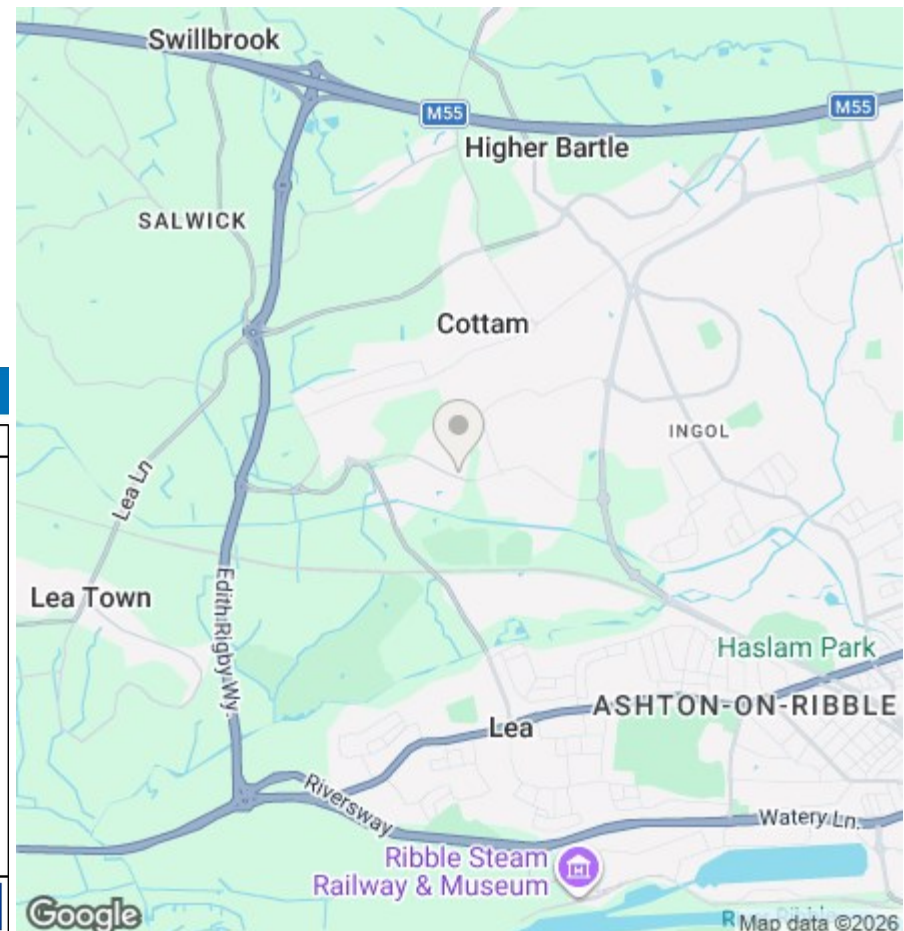 Swillbrook
M55
M55
Higher Bartle
SALWICK
Cottam
INGOL
Lea Ln
Lea Town
Edith Rigby Wy.
Haslam Park
ASHTON-ON-RIBBLE
Lea
Riversway
Watery Ln.
Ribble Steam
Railway & Museum
Google
Map data ©2026